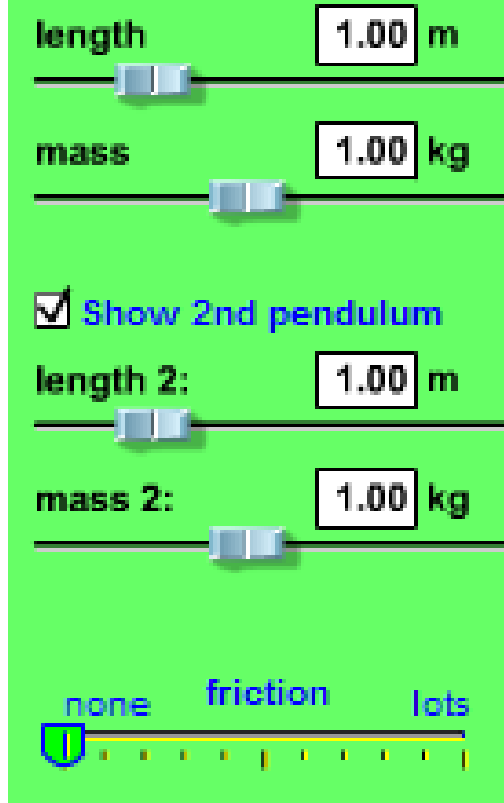 length 1.00 m
mass 1.00 kg
Show 2nd pendulum
length 2: 1.00 m
mass 2: 1.00 kg
friction
none lots